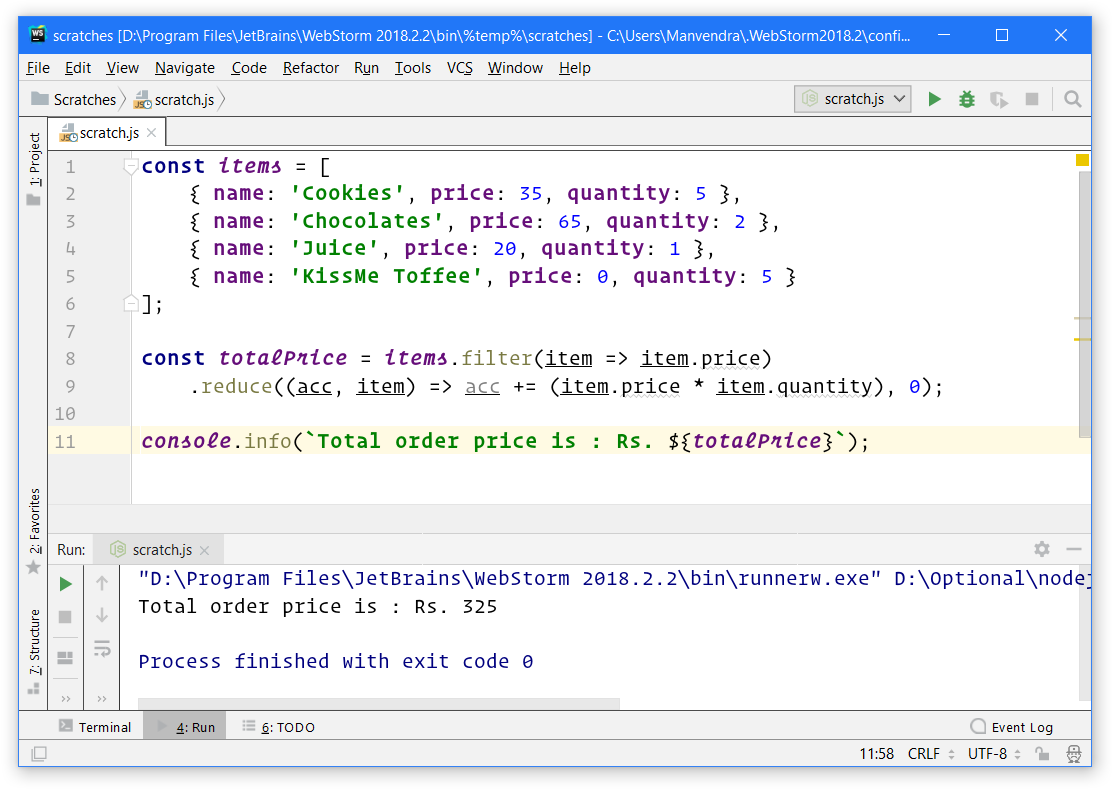 scratches [D:\Program Files\JetBrains\WebStorm 2018.2.2\bin\%temp%\scratches] - C:\Users\Manvendra\.WebStorm2018.2\confi...
File Edit View Navigate Code Refactor Run Tools VCS Window Help
Scratches scratch.js scratch.js
scratch.js
1: Project
2: Favorites
7: Structure
1 const items = [
2 { name: 'Cookies', price: 35, quantity: 5 },
3 { name: 'Chocolates', price: 65, quantity: 2 },
4 { name: 'Juice', price: 20, quantity: 1 },
5 { name: 'KissMe Toffee', price: 0, quantity: 5 }
6 ];
7
8 const totalPrice = items.filter(item => item.price)
9 .reduce((acc, item) => acc += (item.price * item.quantity), 0);
10
11 console.info(`Total order price is : Rs. ${totalPrice}`);
Run: scratch.js
"D:\Program Files\JetBrains\WebStorm 2018.2.2\bin\runnerw.exe" D:\Optional\nodej
Total order price is : Rs. 325
Process finished with exit code 0
Terminal 4: Run 6: TODO Event Log
11:58 CRLF UTF-8